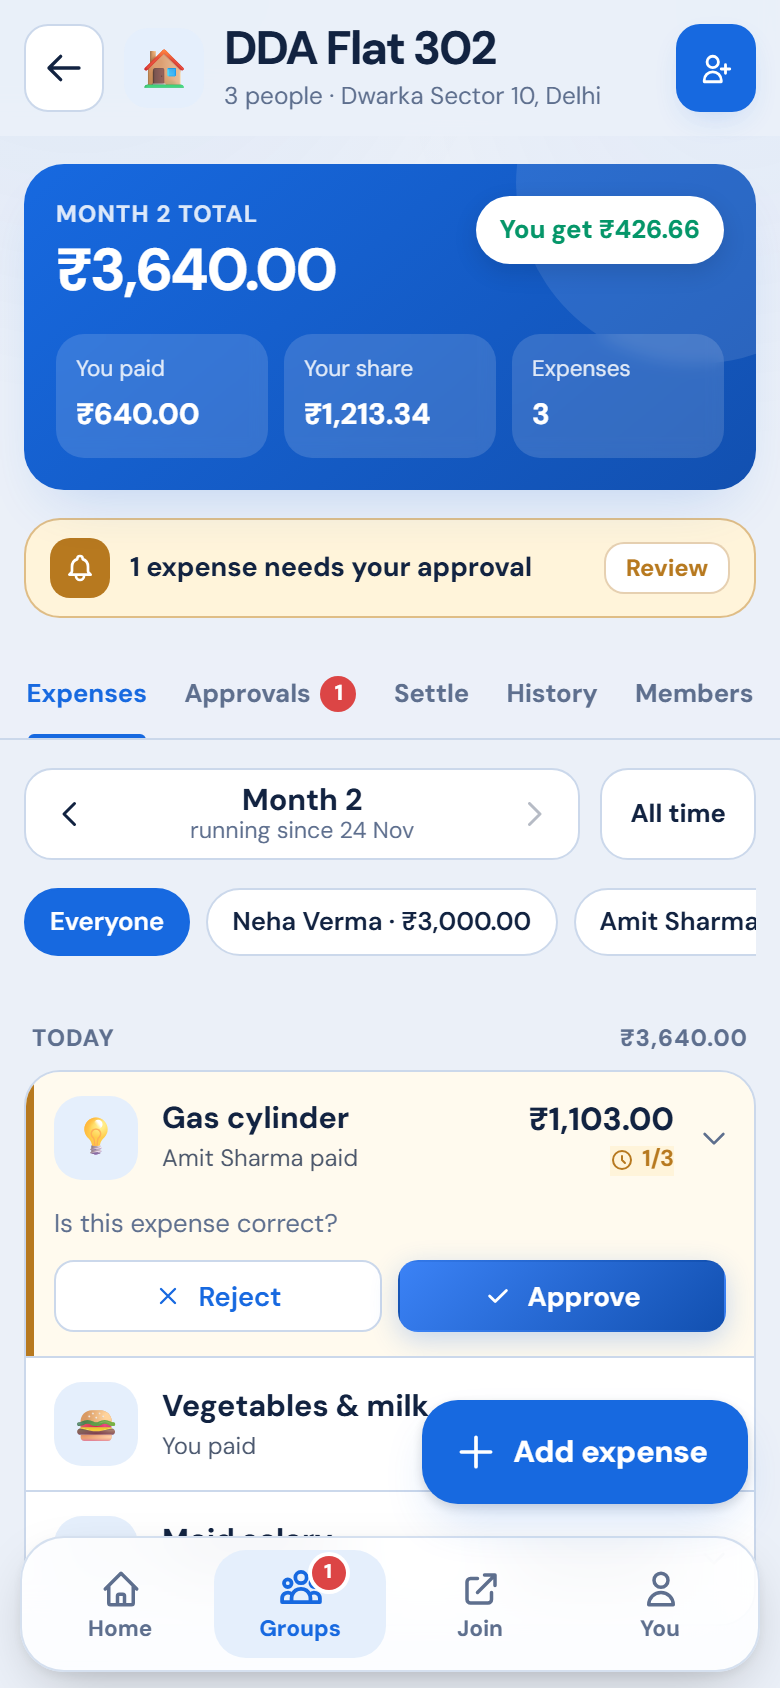 DDA Flat 302
3 people · Dwarka Sector 10, Delhi
MONTH 2 TOTAL
₹3,640.00
You get ₹426.66
You paid
₹640.00
Your share
₹1,213.34
Expenses
3
1 expense needs your approval
Review
Expenses
Approvals 1
Settle
History
Members
Month 2
running since 24 Nov
All time
Everyone
Neha Verma · ₹3,000.00
Amit Sharma
TODAY
₹3,640.00
Gas cylinder
₹1,103.00
Amit Sharma paid
1/3
Is this expense correct?
Reject
Approve
Vegetables & milk
You paid
Add expense
Maid salary
1
Home
Groups
Join
You